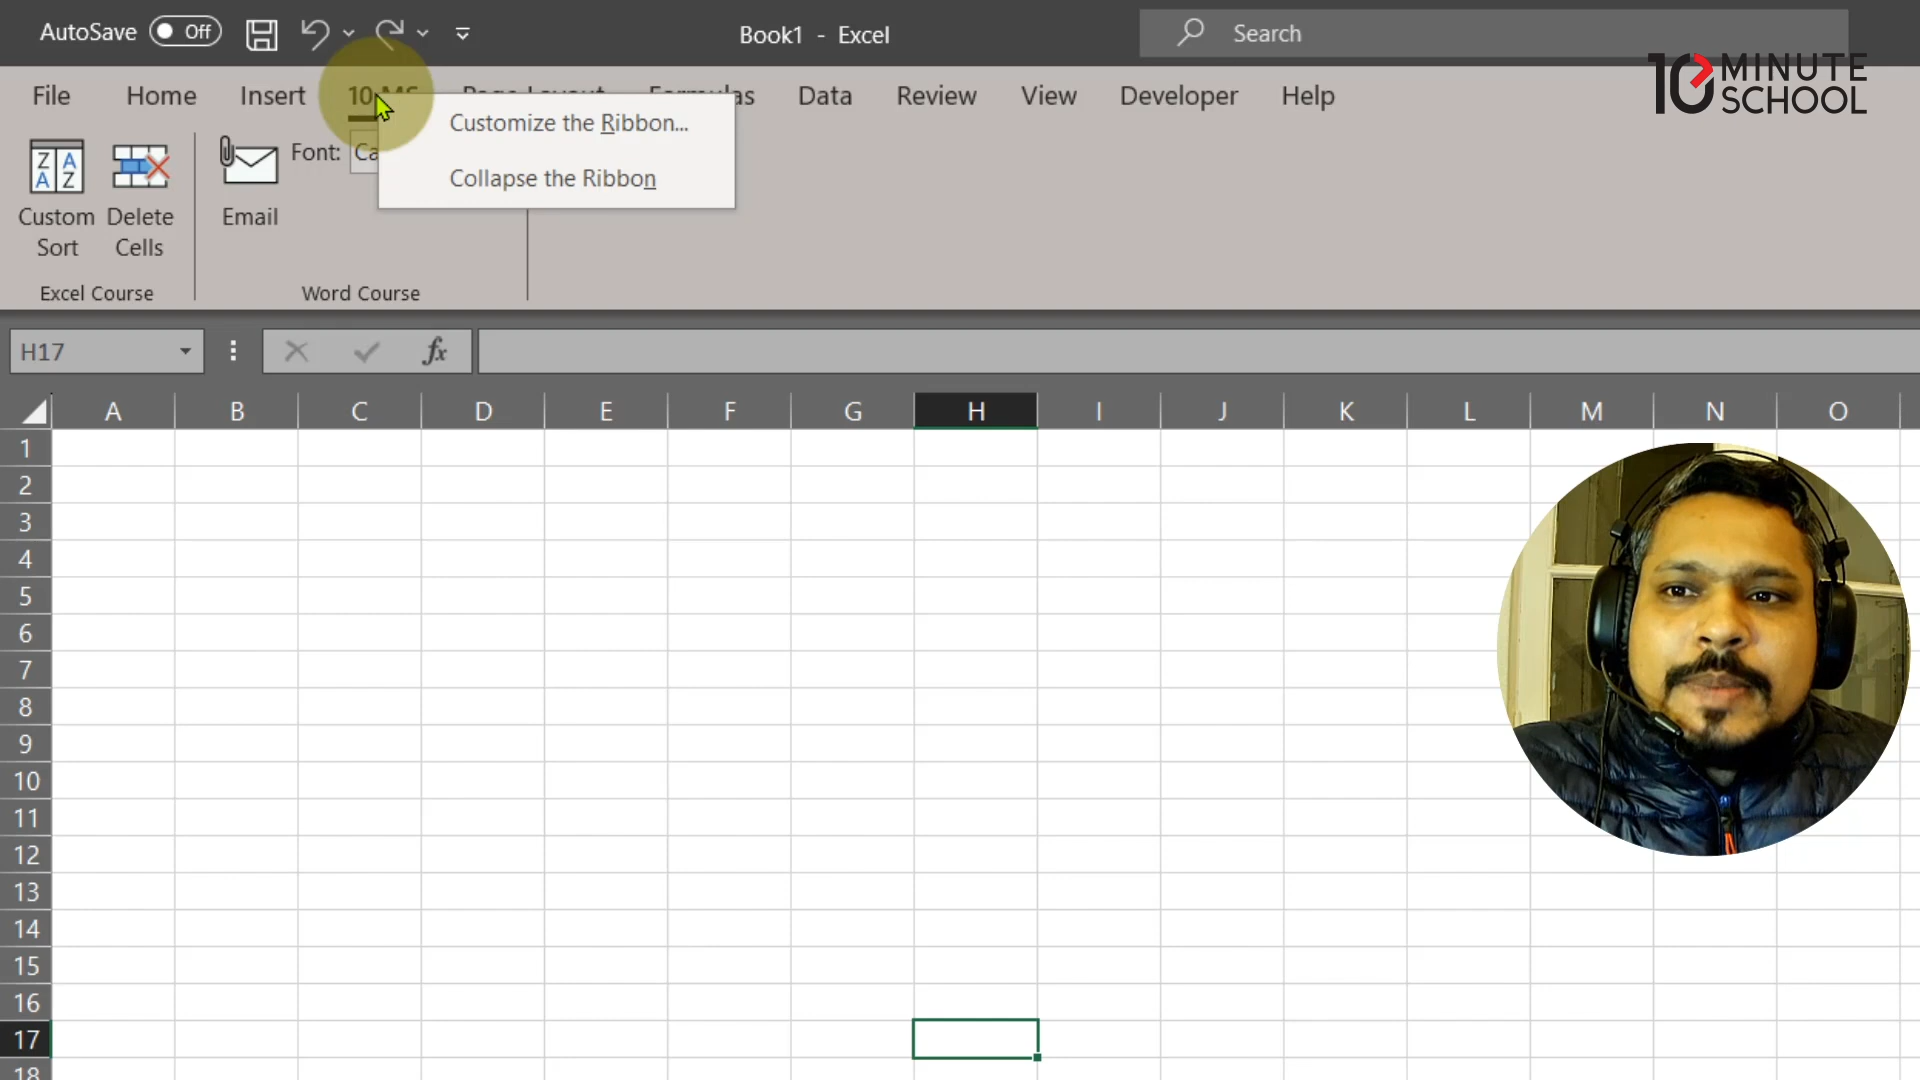 AutoSave Off
Book1 - Excel
Search
10 MINUTE SCHOOL
File Home Insert 10 MS Page Layout Formulas Data Review View Developer Help
Customize the Ribbon...
Collapse the Ribbon
Font: Ca
Custom Sort
Delete Cells
Email
Excel Course
Word Course
H17
fx
A B C D E F G H I J K L M N O
1
2
3
4
5
6
7
8
9
10
11
12
13
14
15
16
17
18